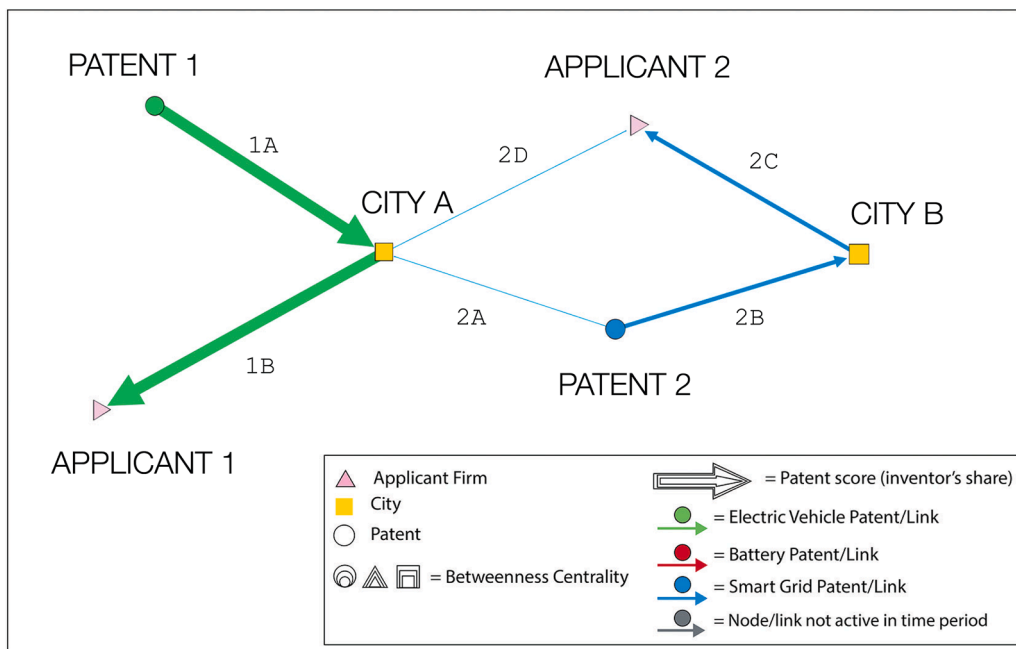 PATENT 1
APPLICANT 2
1A
2D
2C
CITY A
CITY B
2A
2B
1B
PATENT 2
APPLICANT 1
Applicant Firm
City
Patent
= Betweenness Centrality
= Patent score (inventor's share)
= Electric Vehicle Patent/Link
= Battery Patent/Link
= Smart Grid Patent/Link
= Node/link not active in time period